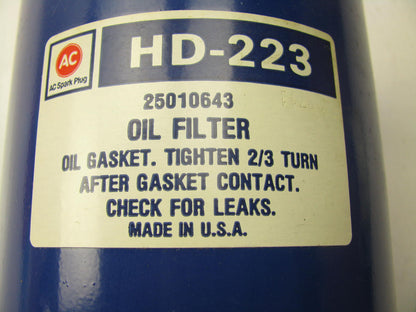 AC
AC Spark Plug
HD-223
25010643
OIL FILTER
OIL GASKET. TIGHTEN 2/3 TURN
AFTER GASKET CONTACT.
CHECK FOR LEAKS.
MADE IN U.S.A.